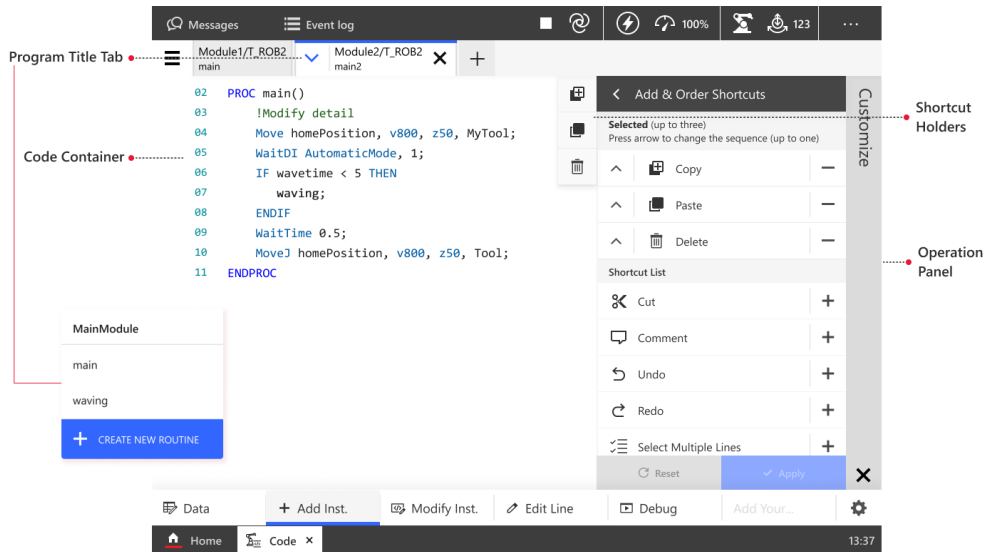 Messages
Event log
100%
123
...
Program Title Tab
Module1/T_ROB2
main
Module2/T_ROB2
main2
02 PROC main()
03 !Modify detail
04 Move homePosition, v800, z50, MyTool;
05 WaitDI AutomaticMode, 1;
06 IF wavetime < 5 THEN
07 waving;
08 ENDIF
09 WaitTime 0.5;
10 MoveJ homePosition, v800, z50, Tool;
11 ENDPROC
Code Container
MainModule
main
waving
CREATE NEW ROUTINE
Add & Order Shortcuts
Selected (up to three)
Press arrow to change the sequence (up to one)
Copy
Paste
Delete
Shortcut List
Cut
Comment
Undo
Redo
Select Multiple Lines
Reset
Apply
Customize
Shortcut
Holders
Operation
Panel
Data
+ Add Inst.
Modify Inst.
Edit Line
Debug
Add Your...
Home
Code
13:37